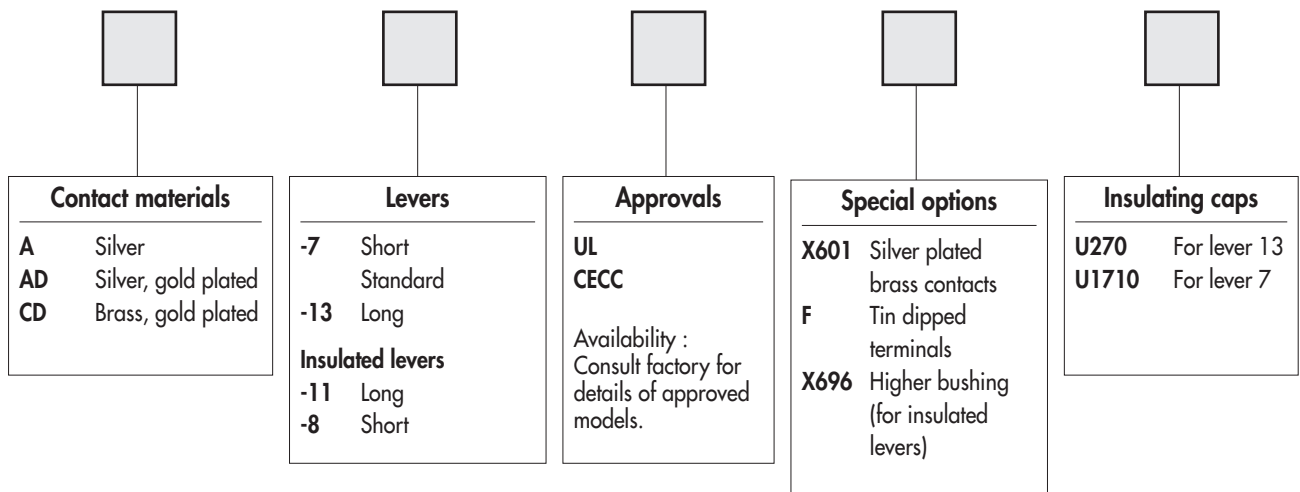 Contact materials
A Silver
AD Silver, gold plated
CD Brass, gold plated
Levers
-7 Short
Standard
-13 Long
Insulated levers
-11 Long
-8 Short
Approvals
UL
CECC
Availability :
Consult factory for
details of approved
models.
Special options
X601 Silver plated
brass contacts
F Tin dipped
terminals
X696 Higher bushing
(for insulated
levers)
Insulating caps
U270 For lever 13
U1710 For lever 7